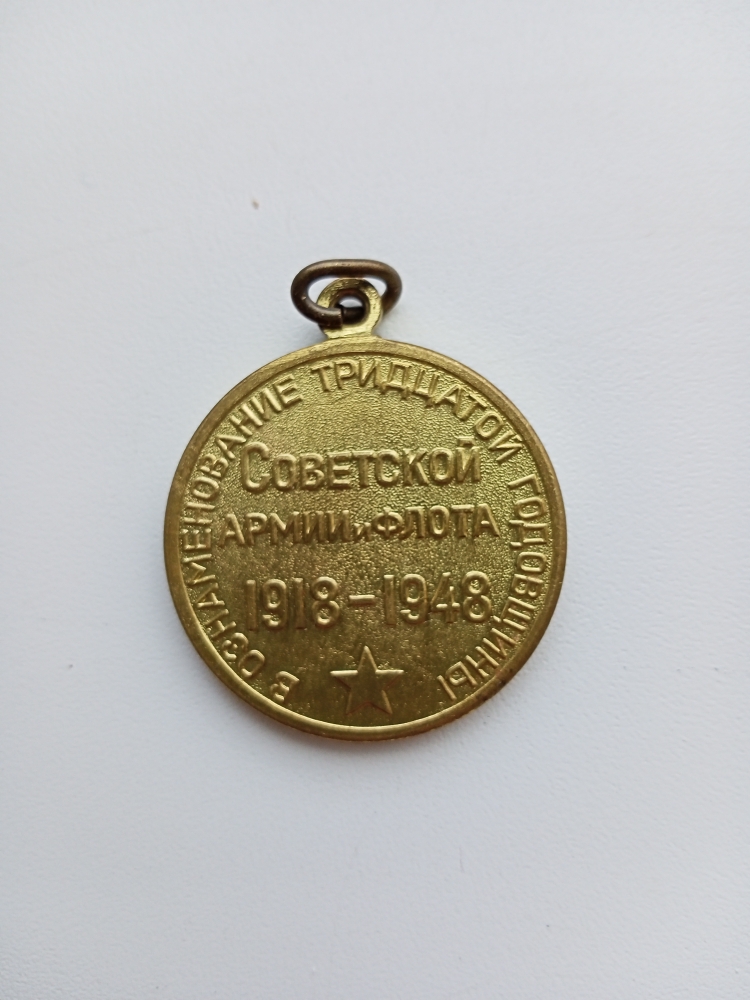 В ОЗНАМЕНОВАНИЕ ТРИДЦАТОЙ ГОДОВЩИНЫ
СОВЕТСКОЙ
АРМИИ и ФЛОТА
1918-1948